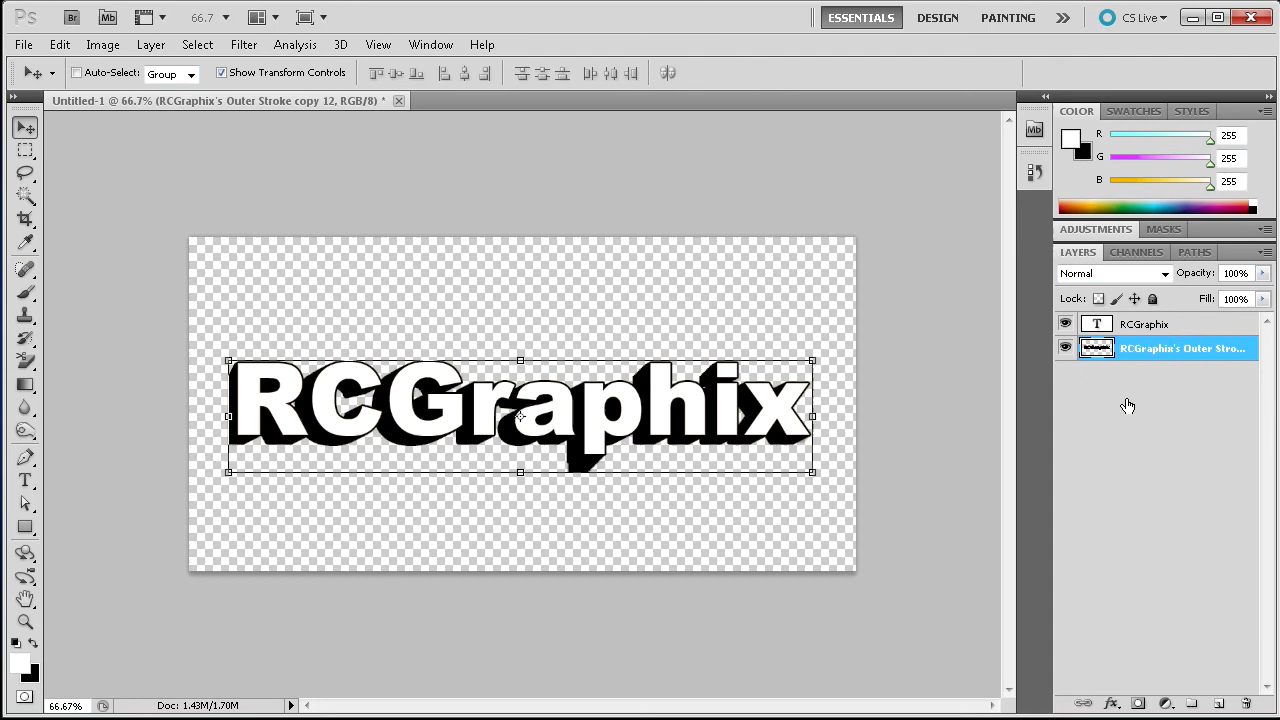 Ps Br Mb 66.7 ESSENTIALS DESIGN PAINTING CS Live
File Edit Image Layer Select Filter Analysis 3D View Window Help
Auto-Select: Group Show Transform Controls
Untitled-1 @ 66.7% (RCGraphix's Outer Stroke copy 12, RGB/8) *
COLOR SWATCHES STYLES
Mb
R 255
G 255
B 255
ADJUSTMENTS MASKS
LAYERS CHANNELS PATHS
Normal Opacity: 100%
Lock: Fill: 100%
T RCGraphix
RCGraphix's Outer Stro...
RCGraphix
T
fx
66.67% Doc: 1.43M/1.70M